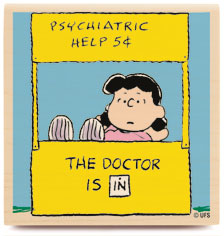 PSYCHIATRIC
HELP 5¢
THE DOCTOR
IS IN
© UFS